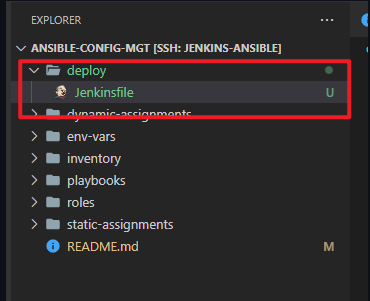 EXPLORER
ANSIBLE-CONFIG-MGT [SSH: JENKINS-ANSIBLE]
deploy
Jenkinsfile U
dynamic-assignments
env-vars
inventory
playbooks
roles
static-assignments
README.md M